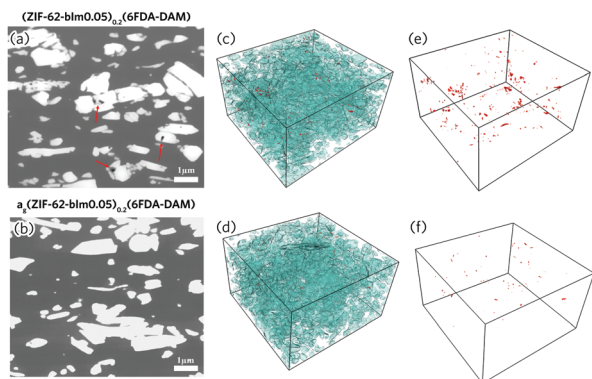 (ZIF-62-bIm0.05)0.2(6FDA-DAM)
(a)
1μm
(c)
(e)
ag(ZIF-62-bIm0.05)0.2(6FDA-DAM)
(b)
1μm
(d)
(f)